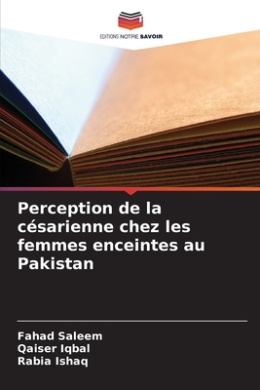 EDITIONS NOTRE SAVOIR
Perception de la
césarienne chez les
femmes enceintes au
Pakistan
Fahad Saleem
Qaiser Iqbal
Rabia Ishaq